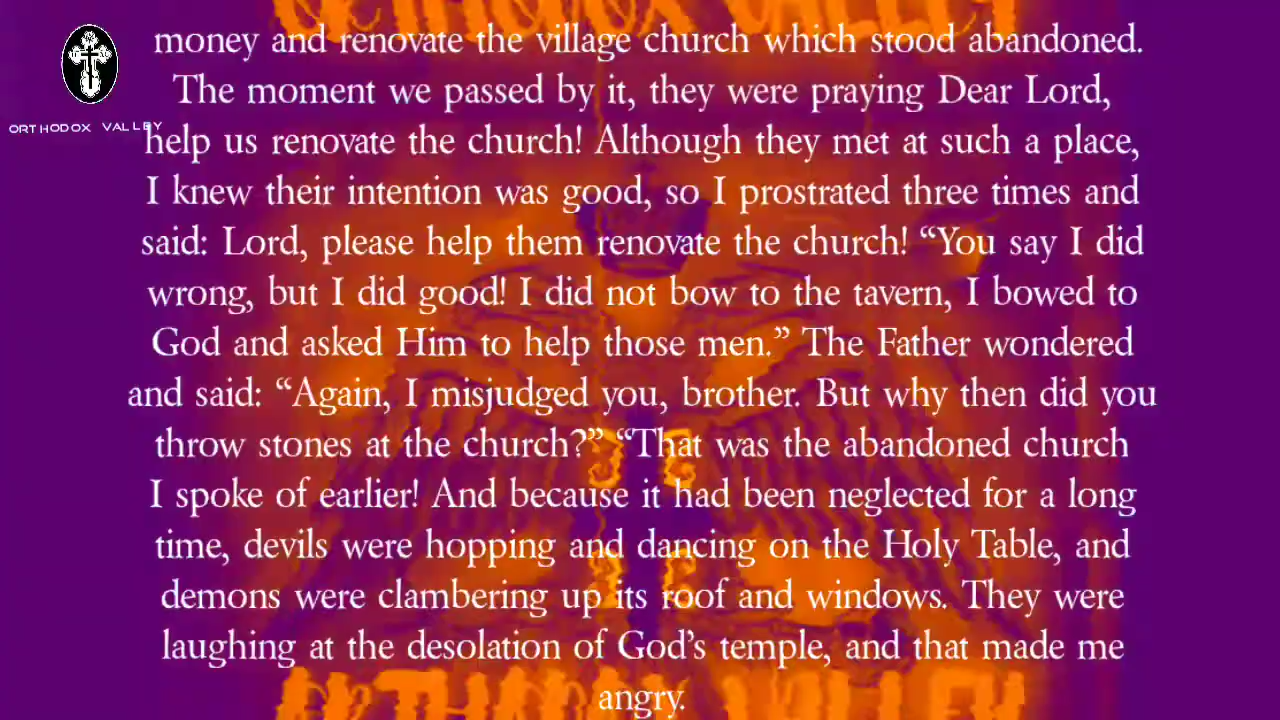 ORTHODOX VALLEY
money and renovate the village church which stood abandoned.
The moment we passed by it, they were praying Dear Lord,
ORTHODOX VALLEY
help us renovate the church! Although they met at such a place,
I knew their intention was good, so I prostrated three times and
said: Lord, please help them renovate the church! “You say I did
wrong, but I did good! I did not bow to the tavern, I bowed to
God and asked Him to help those men.” The Father wondered
and said: “Again, I misjudged you, brother. But why then did you
throw stones at the church?” “That was the abandoned church
I spoke of earlier! And because it had been neglected for a long
time, devils were hopping and dancing on the Holy Table, and
demons were clambering up its roof and windows. They were
laughing at the desolation of God’s temple, and that made me
angry.
ORTHODOX VALLEY